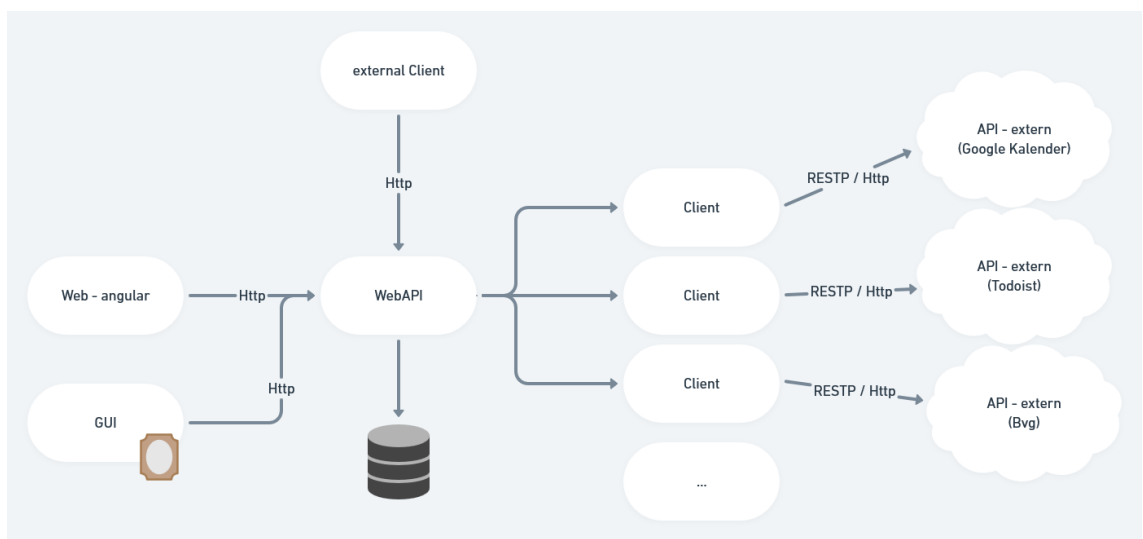 external Client
Http
API - extern
(Google Kalender)
RESTP / Http
Client
Web - angular
Http
WebAPI
Client
RESTP / Http
API - extern
(Todoist)
Http
GUI
Client
RESTP / Http
API - extern
(Bvg)
...